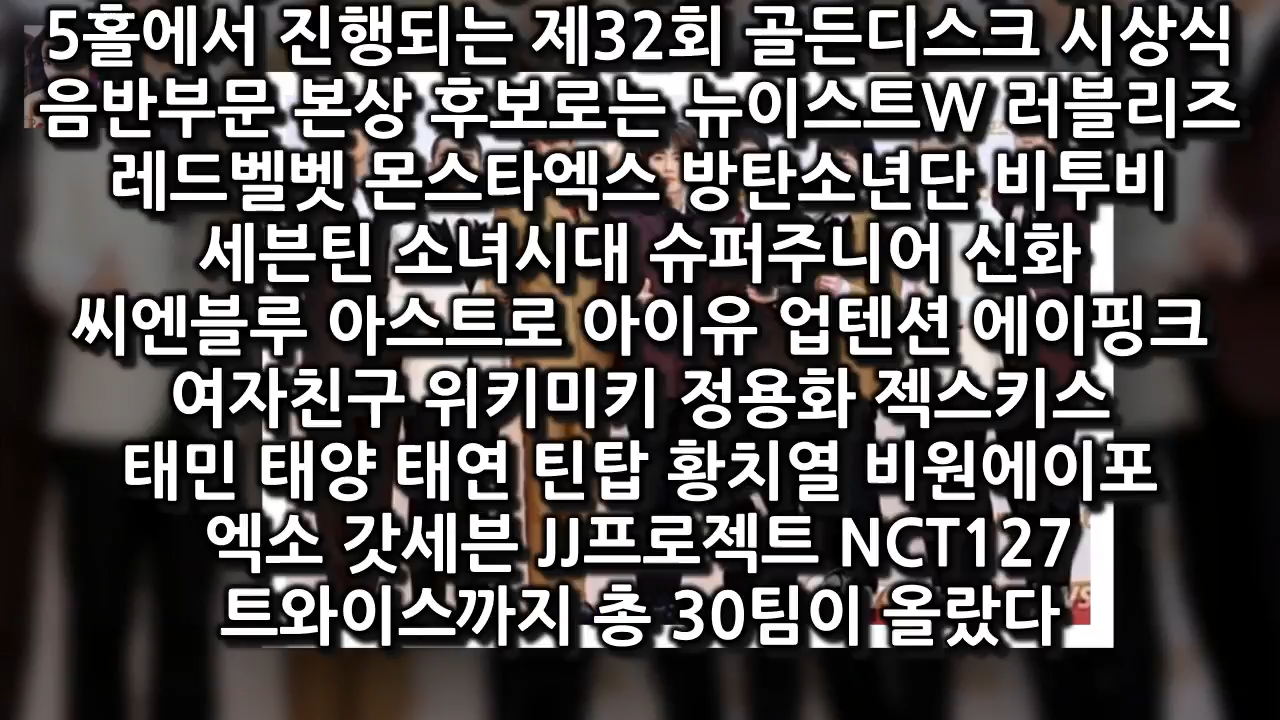 5홀에서 진행되는 제32회 골든디스크 시상식
음반부문 본상 후보로는 뉴이스트W 러블리즈
레드벨벳 몬스타엑스 방탄소년단 비투비
세븐틴 소녀시대 슈퍼주니어 신화
씨엔블루 아스트로 아이유 업텐션 에이핑크
여자친구 위키미키 정용화 젝스키스
태민 태양 태연 틴탑 황치열 비원에이포
엑소 갓세븐 JJ프로젝트 NCT127
트와이스까지 총 30팀이 올랐다